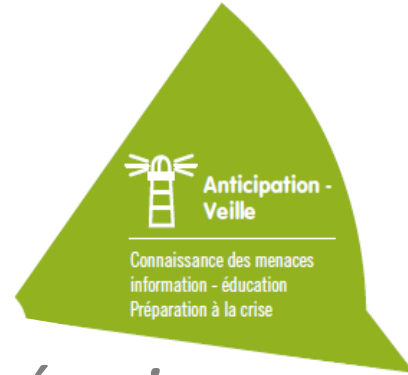 Anticipation -
Veille
Connaissance des menaces
information - éducation
Préparation à la crise